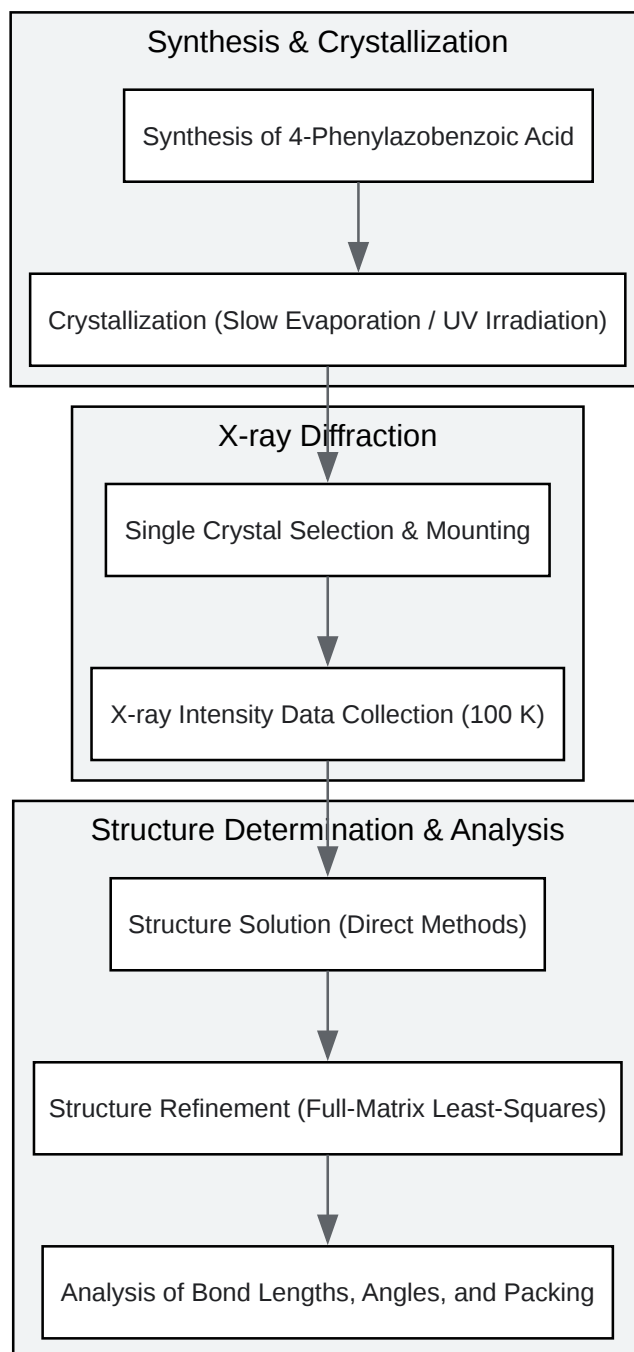 Synthesis & Crystallization
Synthesis of 4-Phenylazobenzoic Acid
Crystallization (Slow Evaporation / UV Irradiation)
X-ray Diffraction
Single Crystal Selection & Mounting
X-ray Intensity Data Collection (100 K)
Structure Determination & Analysis
Structure Solution (Direct Methods)
Structure Refinement (Full-Matrix Least-Squares)
Analysis of Bond Lengths, Angles, and Packing